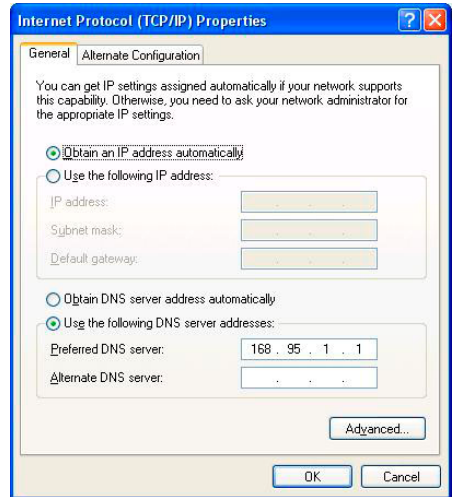 Internet Protocol (TCP/IP) Properties
General
Alternate Configuration
You can get IP settings assigned automatically if your network supports
this capability. Otherwise, you need to ask your network administrator for
the appropriate IP settings.
Obtain an IP address automatically
Use the following IP address:
IP address:
Subnet mask:
Default gateway:
Obtain DNS server address automatically
Use the following DNS server addresses:
Preferred DNS server: 168 . 95 . 1 . 1
Alternate DNS server: . . .
Advanced...
OK Cancel